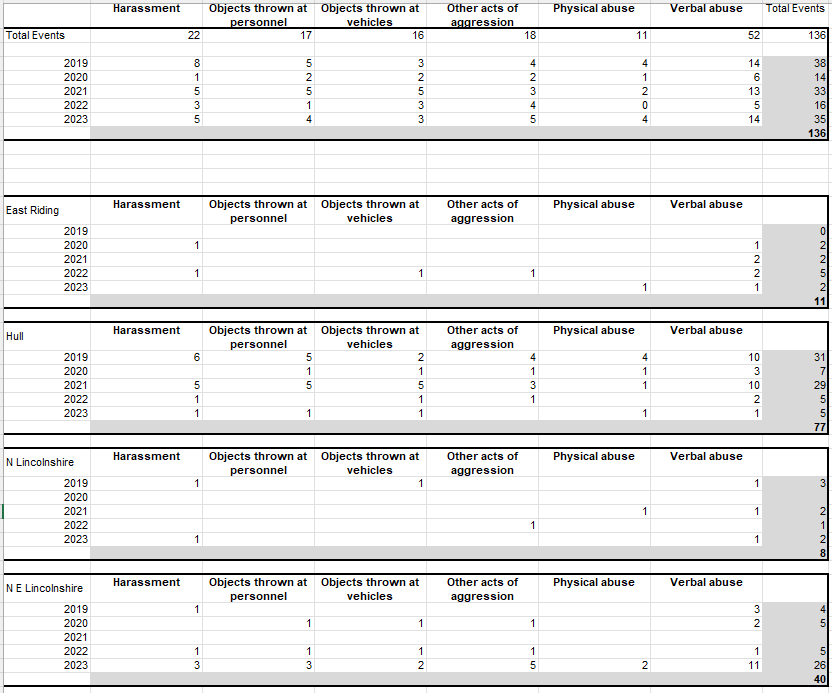 Harassment Objects thrown at personnel Objects thrown at vehicles Other acts of aggression Physical abuse Verbal abuse Total Events
Total Events 22 17 16 18 11 52 136
2019 8 5 3 4 4 14 38
2020 1 2 2 2 1 6 14
2021 5 5 5 3 2 13 33
2022 3 1 3 4 0 5 16
2023 5 4 3 5 4 14 35
136
East Riding Harassment Objects thrown at personnel Objects thrown at vehicles Other acts of aggression Physical abuse Verbal abuse
2019 0
2020 1 1 2
2021 2 2
2022 1 1 1 2 5
2023 1 1 2
11
Hull Harassment Objects thrown at personnel Objects thrown at vehicles Other acts of aggression Physical abuse Verbal abuse
2019 6 5 2 4 4 10 31
2020 1 1 1 1 3 7
2021 5 5 5 3 1 10 29
2022 1 1 1 2 5
2023 1 1 1 1 1 5
77
N Lincolnshire Harassment Objects thrown at personnel Objects thrown at vehicles Other acts of aggression Physical abuse Verbal abuse
2019 1 1 1 3
2020
2021 1 1 2
2022 1 1
2023 1 1 2
8
N E Lincolnshire Harassment Objects thrown at personnel Objects thrown at vehicles Other acts of aggression Physical abuse Verbal abuse
2019 1 3 4
2020 1 1 1 2 5
2021
2022 1 1 1 1 1 5
2023 3 3 2 5 2 11 26
40